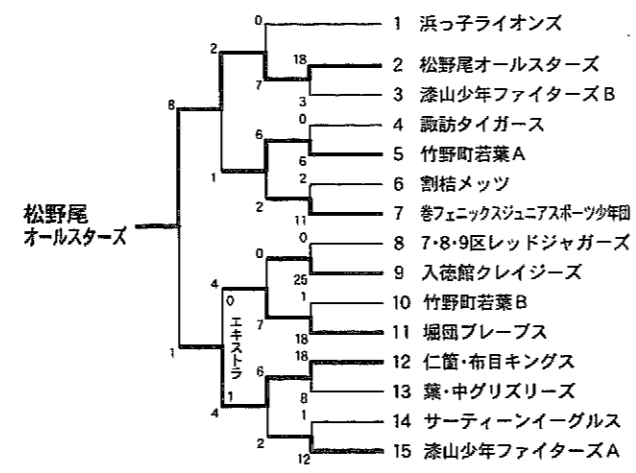 0
1 浜っ子ライオンズ
2
18
2 松野尾オールスターズ
7
3
3 漆山少年ファイターズB
8
0
4 諏訪タイガース
6
6
5 竹野町若葉A
1
2
6 割桔メッツ
2
11
7 巻フェニックスジュニアスポーツ少年団
松野尾
オールスターズ
0
8 7・8・9区レッドジャガーズ
0
25
9 入徳館クレイジーズ
4
0
1
10 竹野町若葉B
7
18
11 堀団ブレーブス
エキストラ
1
18
12 仁箇・布目キングス
6
8
13 葉・中グリズリーズ
1
4
1
14 サーティーンイーグルス
2
12
15 漆山少年ファイターズA